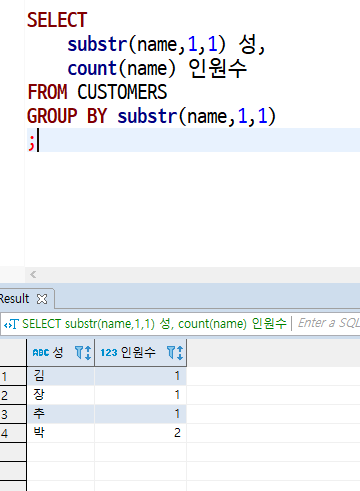 SELECT
substr(name,1,1) 성,
count(name) 인원수
FROM CUSTOMERS
GROUP BY substr(name,1,1)
;
Result
SELECT substr(name,1,1) 성, count(name) 인원수 Enter a SQL
ABC 성 123 인원수
1 김 1
2 장 1
3 추 1
4 박 2